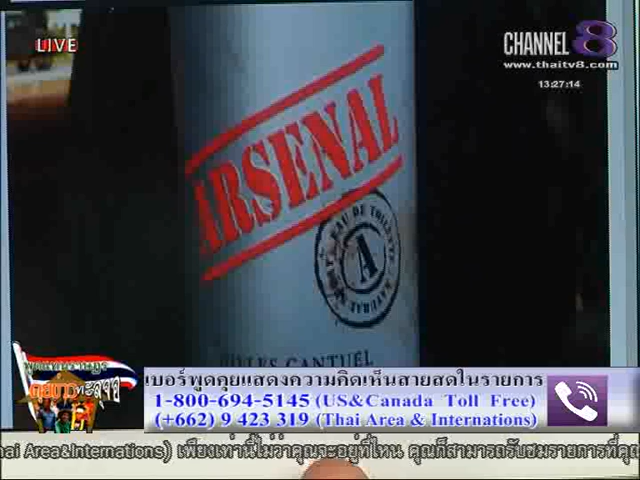 LIVE
CHANNEL 8
www.thaitv8.com
13:27:14
ARSENAL
EAU DE TOILETTE
NATURAL
A
GILLES CANTUEL
เบอร์พูดคุยแสดงความคิดเห็นสายสดในรายการ
1-800-694-5145 (US&Canada Toll Free)
(+662) 9 423 319 (Thai Area & Internations)
hai Area&Internations) เพียงเท่านี้ไม่ว่าคุณจะอยู่ที่ไหน คุณก็สามารถรับชมรายการที่คุณ